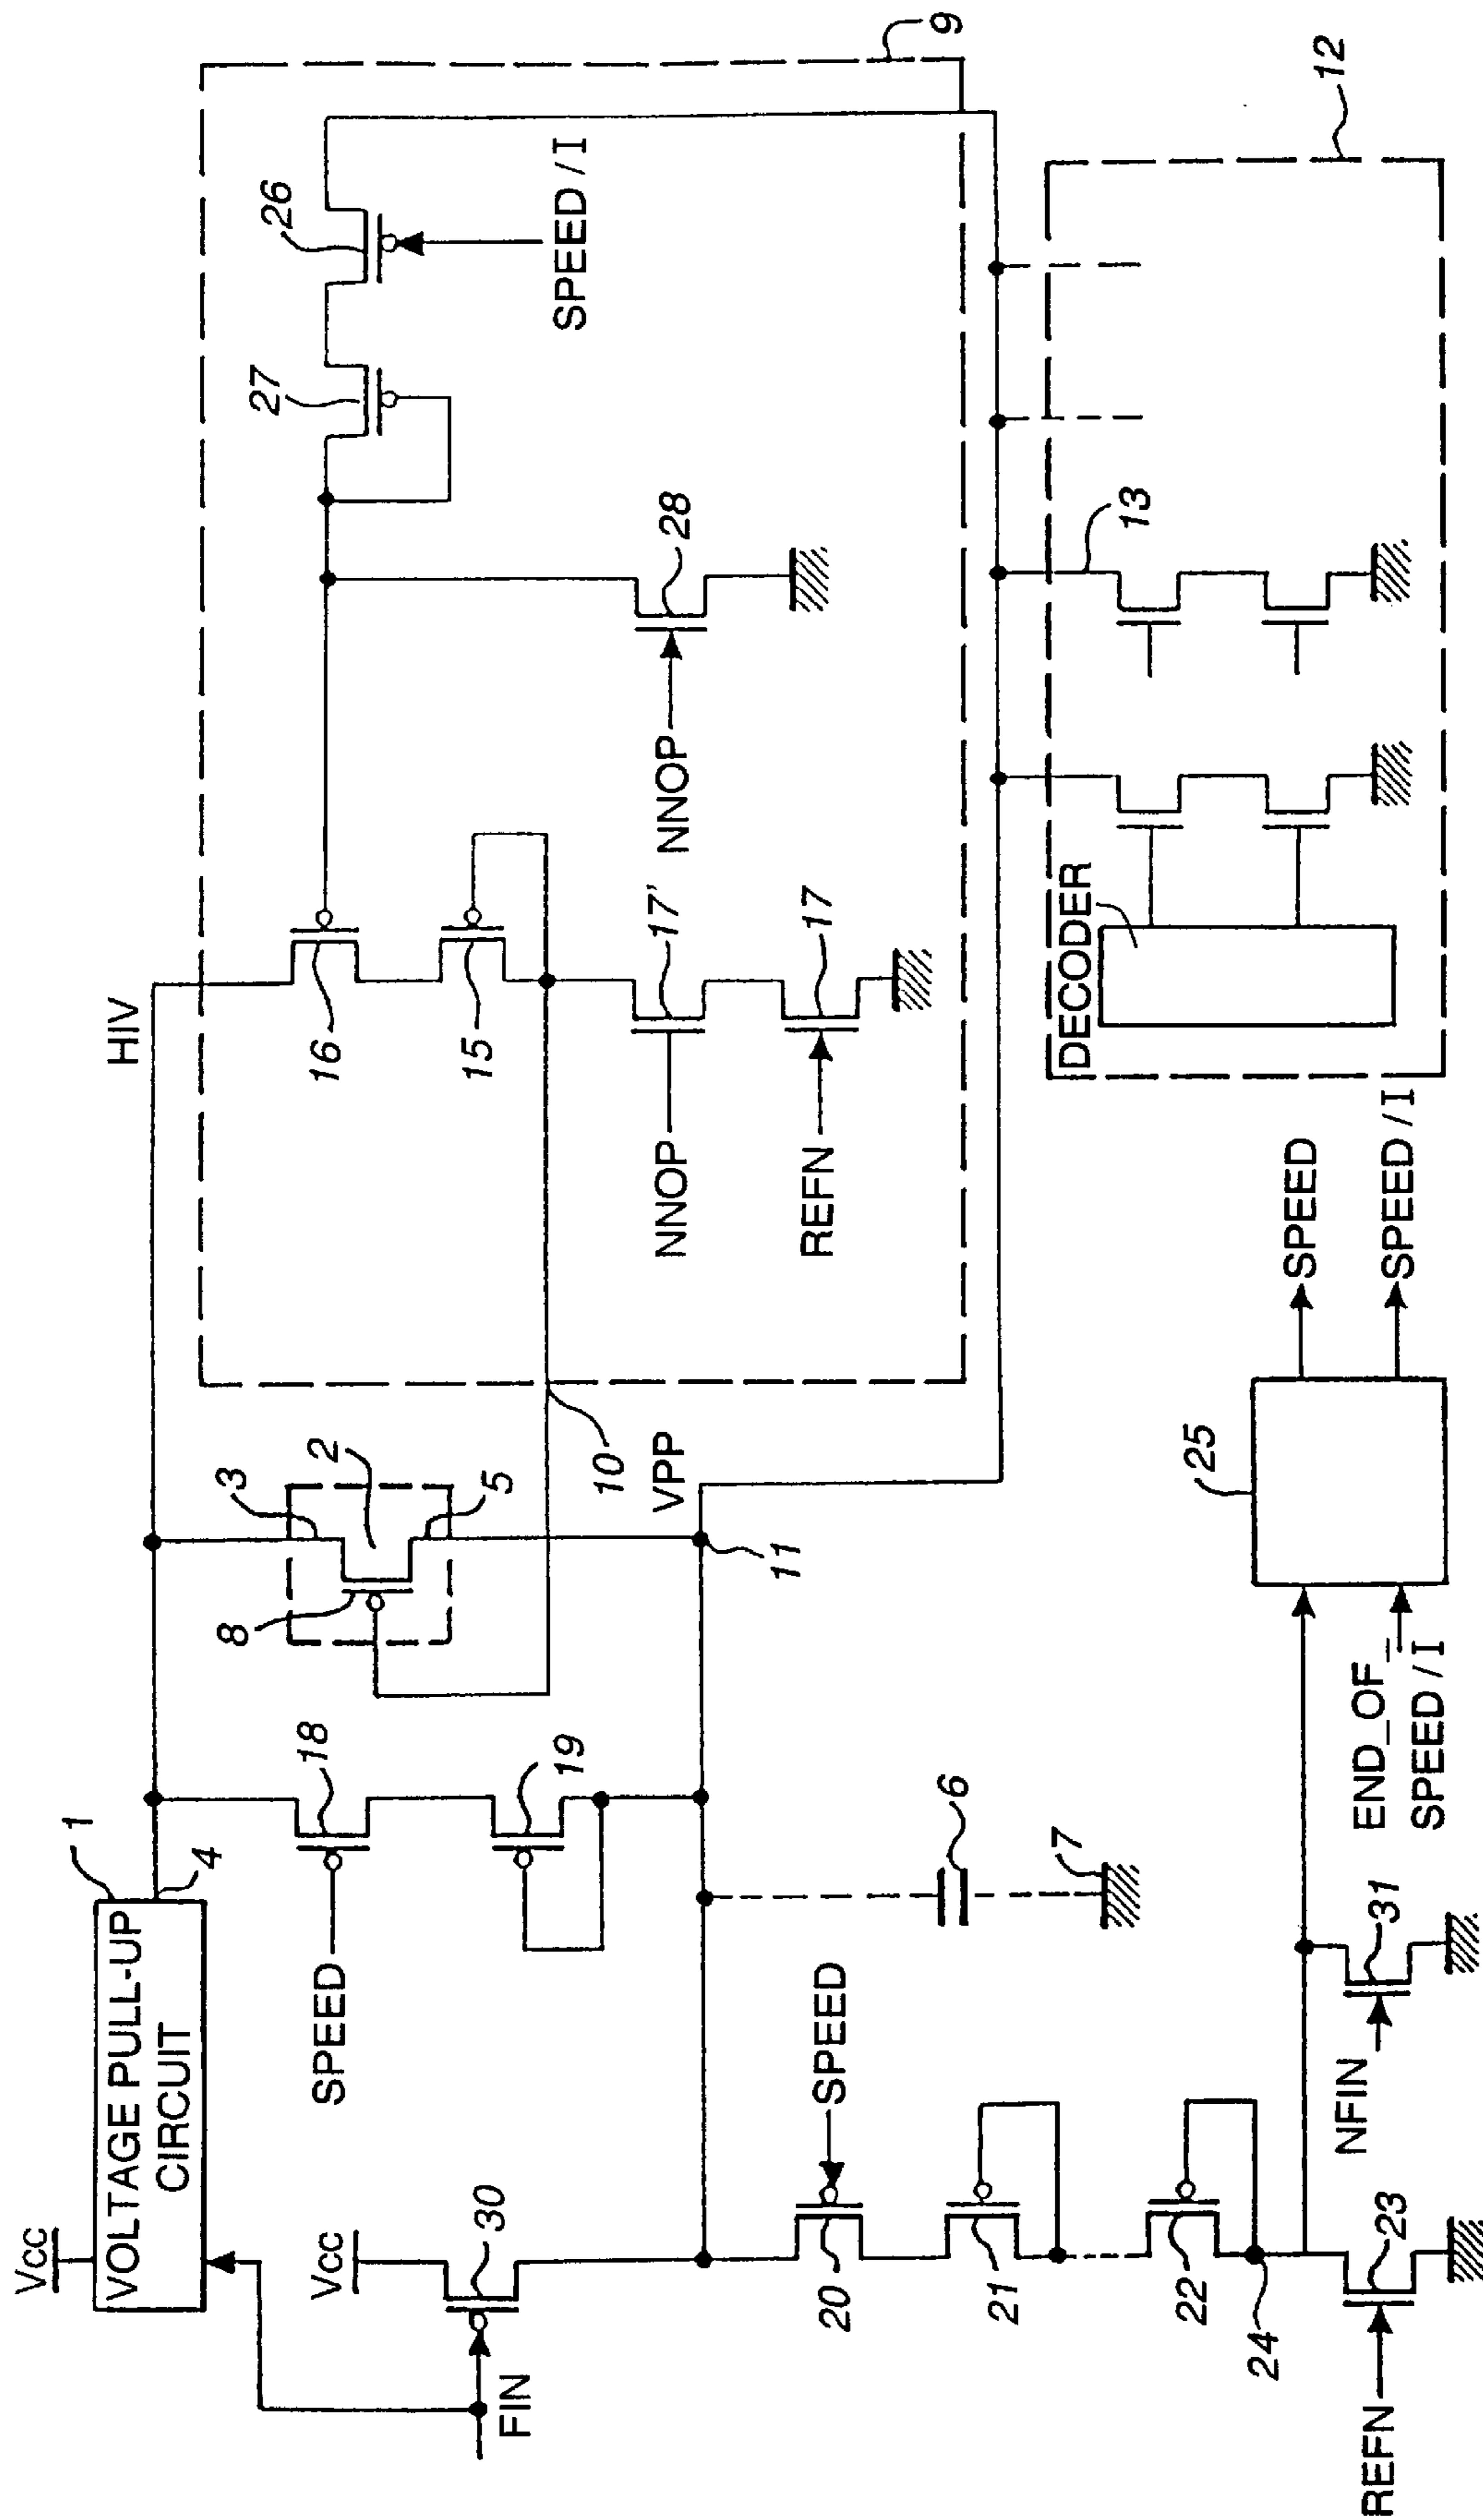 Vcc
VOLTAGE PULL-UP
CIRCUIT
1
4
HIV
Vcc
FIN
30
SPEED
18
19
8
3
2
5
10
VPP
11
16
15
NNOP
17'
REFN
17
NNOP
28
27
26
SPEED / I
9
SPEED
20
21
22
24
6
7
REFN
23
NFIN
31
END_OF_
SPEED / I
25
SPEED
SPEED / I
DECODER
13
12